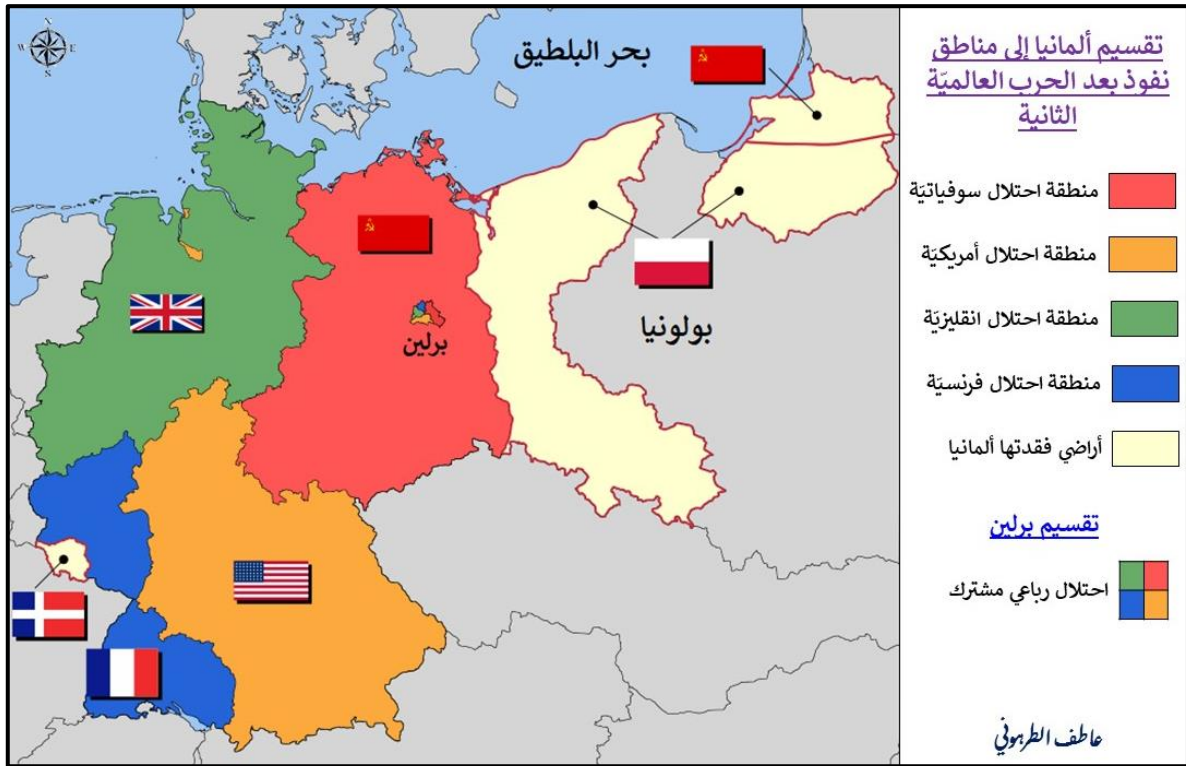 تقسيم ألمانيا إلى مناطق
نفوذ بعد الحرب العالميّة
الثانية
منطقة احتلال سوفياتيّة
منطقة احتلال أمريكيّة
منطقة احتلال انقليزيّة
منطقة احتلال فرنسيّة
أراضي فقدتها ألمانيا
تقسيم برلين
احتلال رباعي مشترك
عاطف الطرهوني
بحر البلطيق
بولونيا
برلين
N
W
E
S